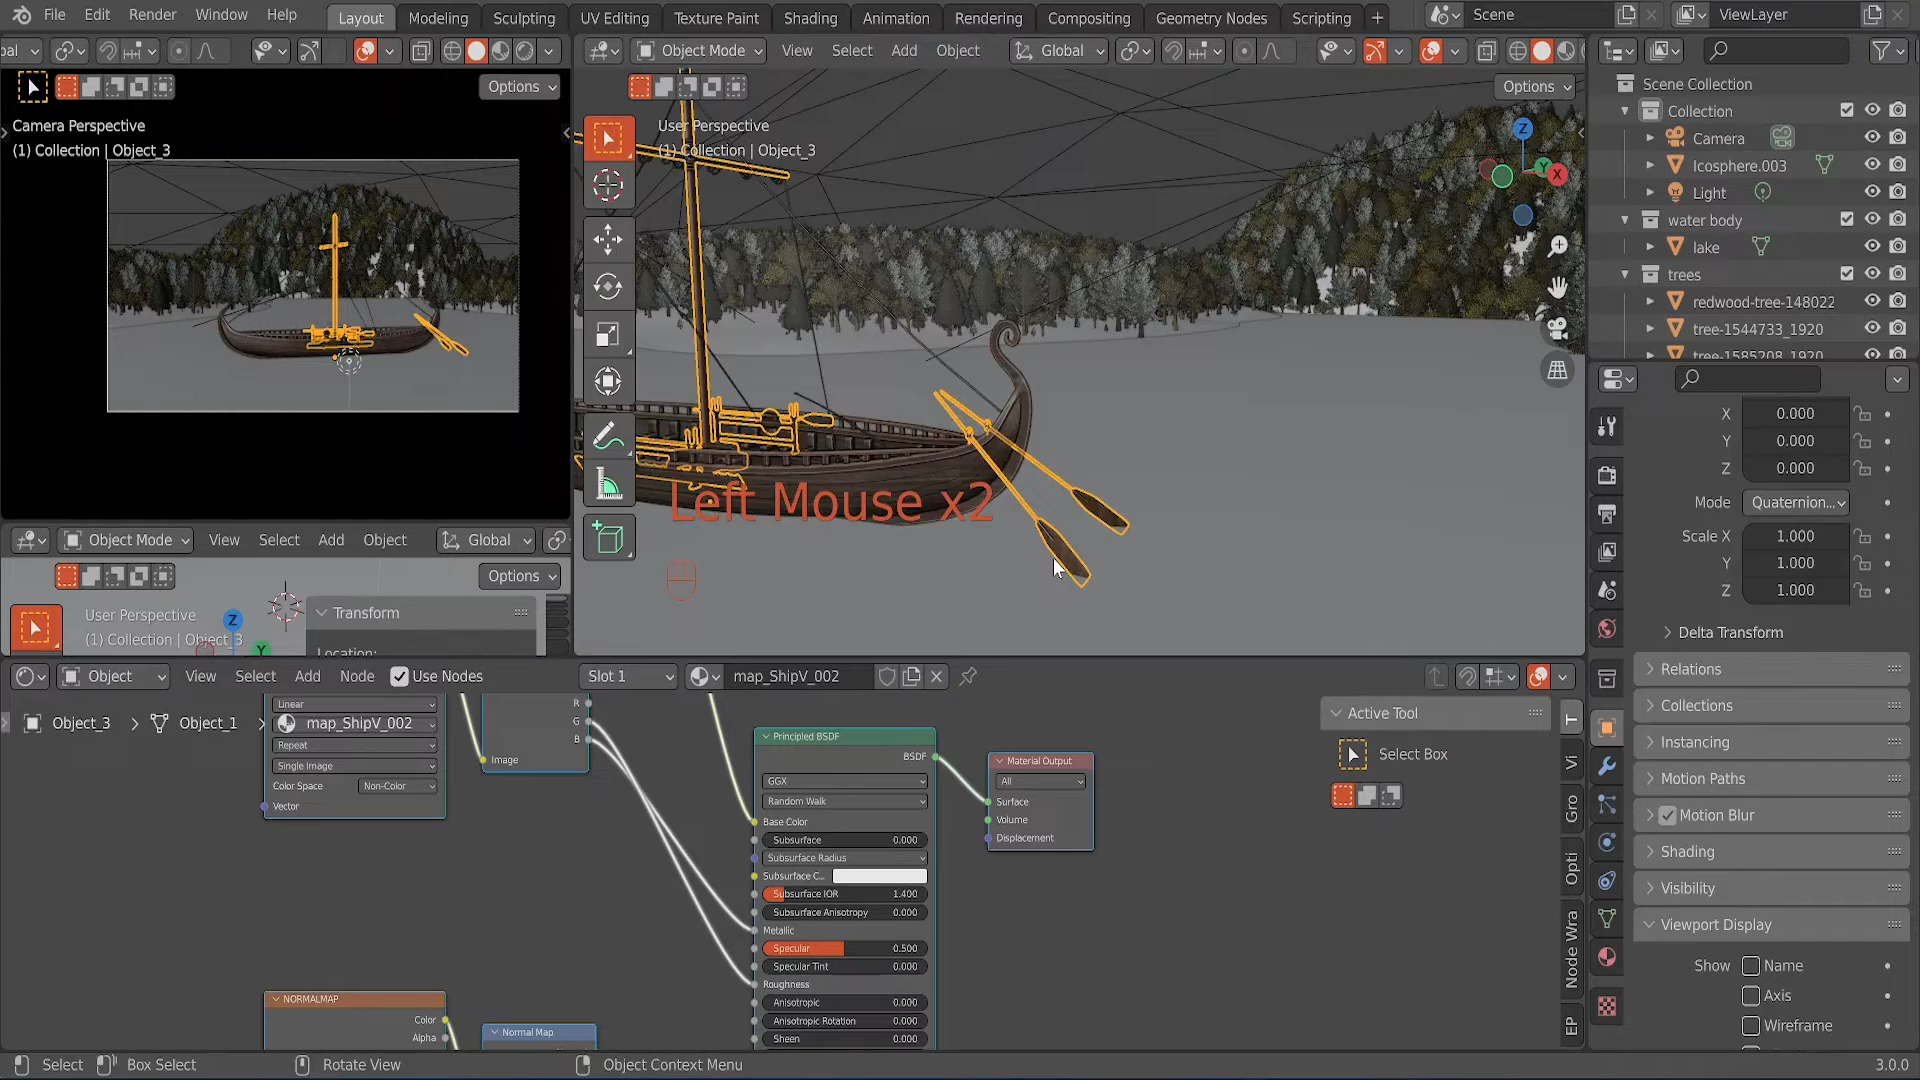 File Edit Render Window Help Layout Modeling Sculpting UV Editing Texture Paint Shading Animation Rendering Compositing Geometry Nodes Scripting + Scene ViewLayer
Object Mode View Select Add Object Global
Options Options
Camera Perspective
(1) Collection | Object_3
User Perspective
(1) Collection | Object_3
Z
Y
X
Left Mouse x2
Scene Collection
Collection
Camera
Icosphere.003
Light
water body
lake
trees
redwood-tree-148022
tree-1544733_1920
tree-1585208_1920
X 0.000
Y 0.000
Z 0.000
Mode Quaternion...
Scale X 1.000
Y 1.000
Z 1.000
Delta Transform
Relations
Collections
Instancing
Motion Paths
Motion Blur
Shading
Visibility
Viewport Display
Show Name
Axis
Wireframe
Object Mode View Select Add Object Global
Options
User Perspective
(1) Collection | Object_3
Z
Y
Transform
Location:
Object View Select Add Node Use Nodes Slot 1 map_ShipV_002
Object_3 > Object_1 > map_ShipV_002
Linear
Repeat
Single Image
Color Space Non-Color
Vector
R
G
B
Image
Principled BSDF
BSDF
GGX
Random Walk
Base Color
Subsurface 0.000
Subsurface Radius
Subsurface C...
Subsurface IOR 1.400
Subsurface Anisotropy 0.000
Metallic
Specular 0.500
Specular Tint 0.000
Roughness
Anisotropic 0.000
Anisotropic Rotation 0.000
Sheen 0.000
Material Output
All
Surface
Volume
Displacement
NORMALMAP
Color
Alpha
Normal Map
Active Tool
Select Box
T
Vi
Gro
Opti
Node Wra
EP
Select Box Select Rotate View Object Context Menu 3.0.0